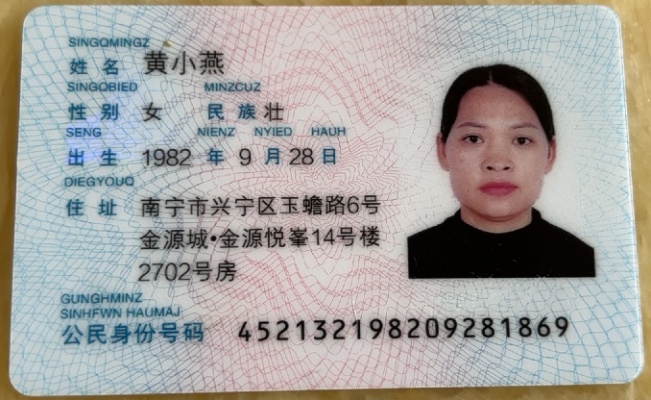 SINGQMINGZ
姓名 黄小燕
SINGQBIED MINZCUZ
性别 女 民族 壮
SENG NIENZ NYIED HAUH
出生 1982 年 9 月 28 日
DIEGYOUQ
住址 南宁市兴宁区玉蟾路6号
金源城·金源悦峯14号楼
2702号房
GUNGHMINZ
SINHFWN HAUMAJ
公民身份号码 452132198209281869